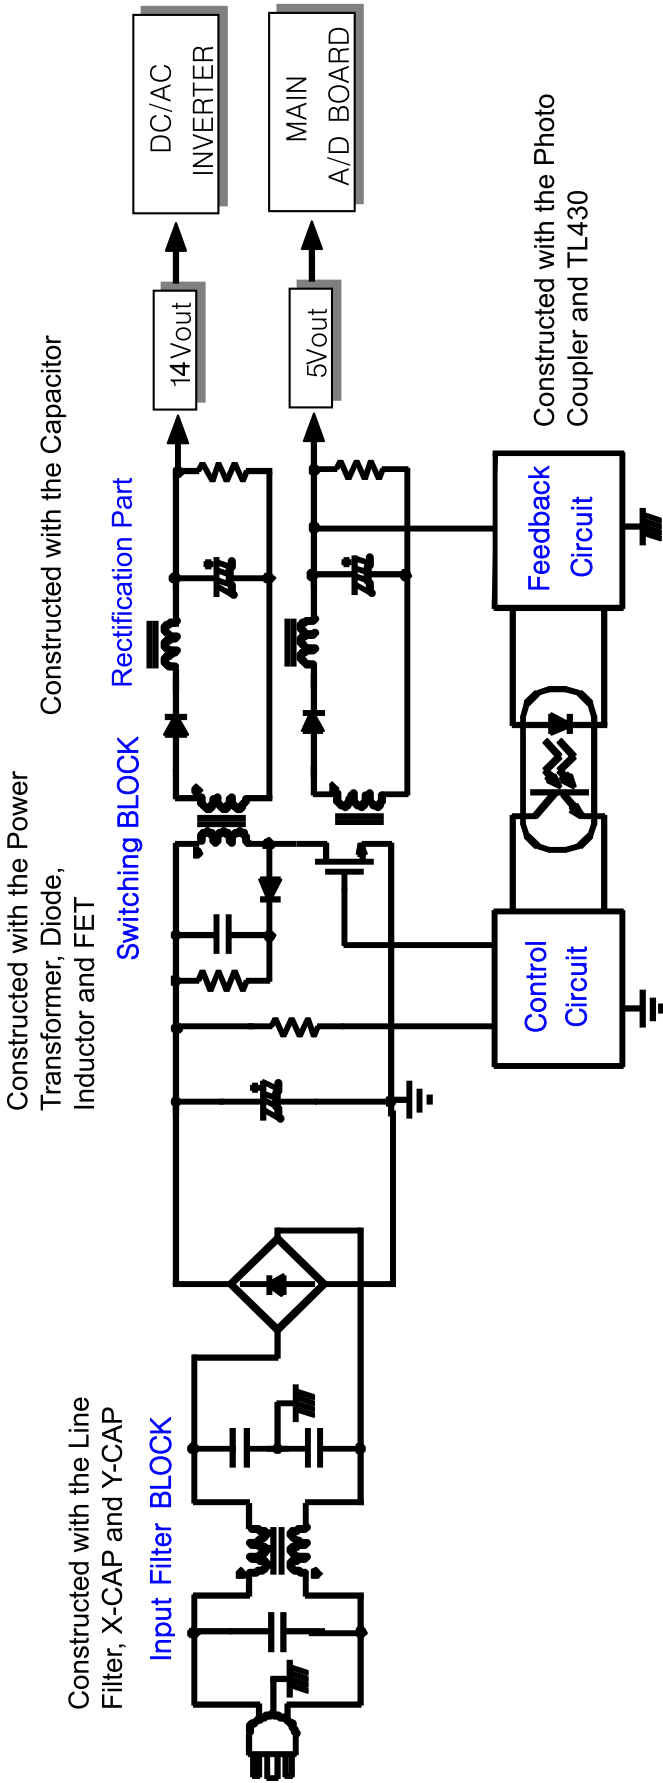 Constructed with the Line
Filter, X-CAP and Y-CAP
Input Filter BLOCK
Constructed with the Power
Transformer, Diode,
Inductor and FET
Switching BLOCK
Constructed with the Capacitor
Rectification Part
14Vout
DC/AC
INVERTER
5Vout
MAIN
A/D BOARD
Control
Circuit
Feedback
Circuit
Constructed with the Photo
Coupler and TL430